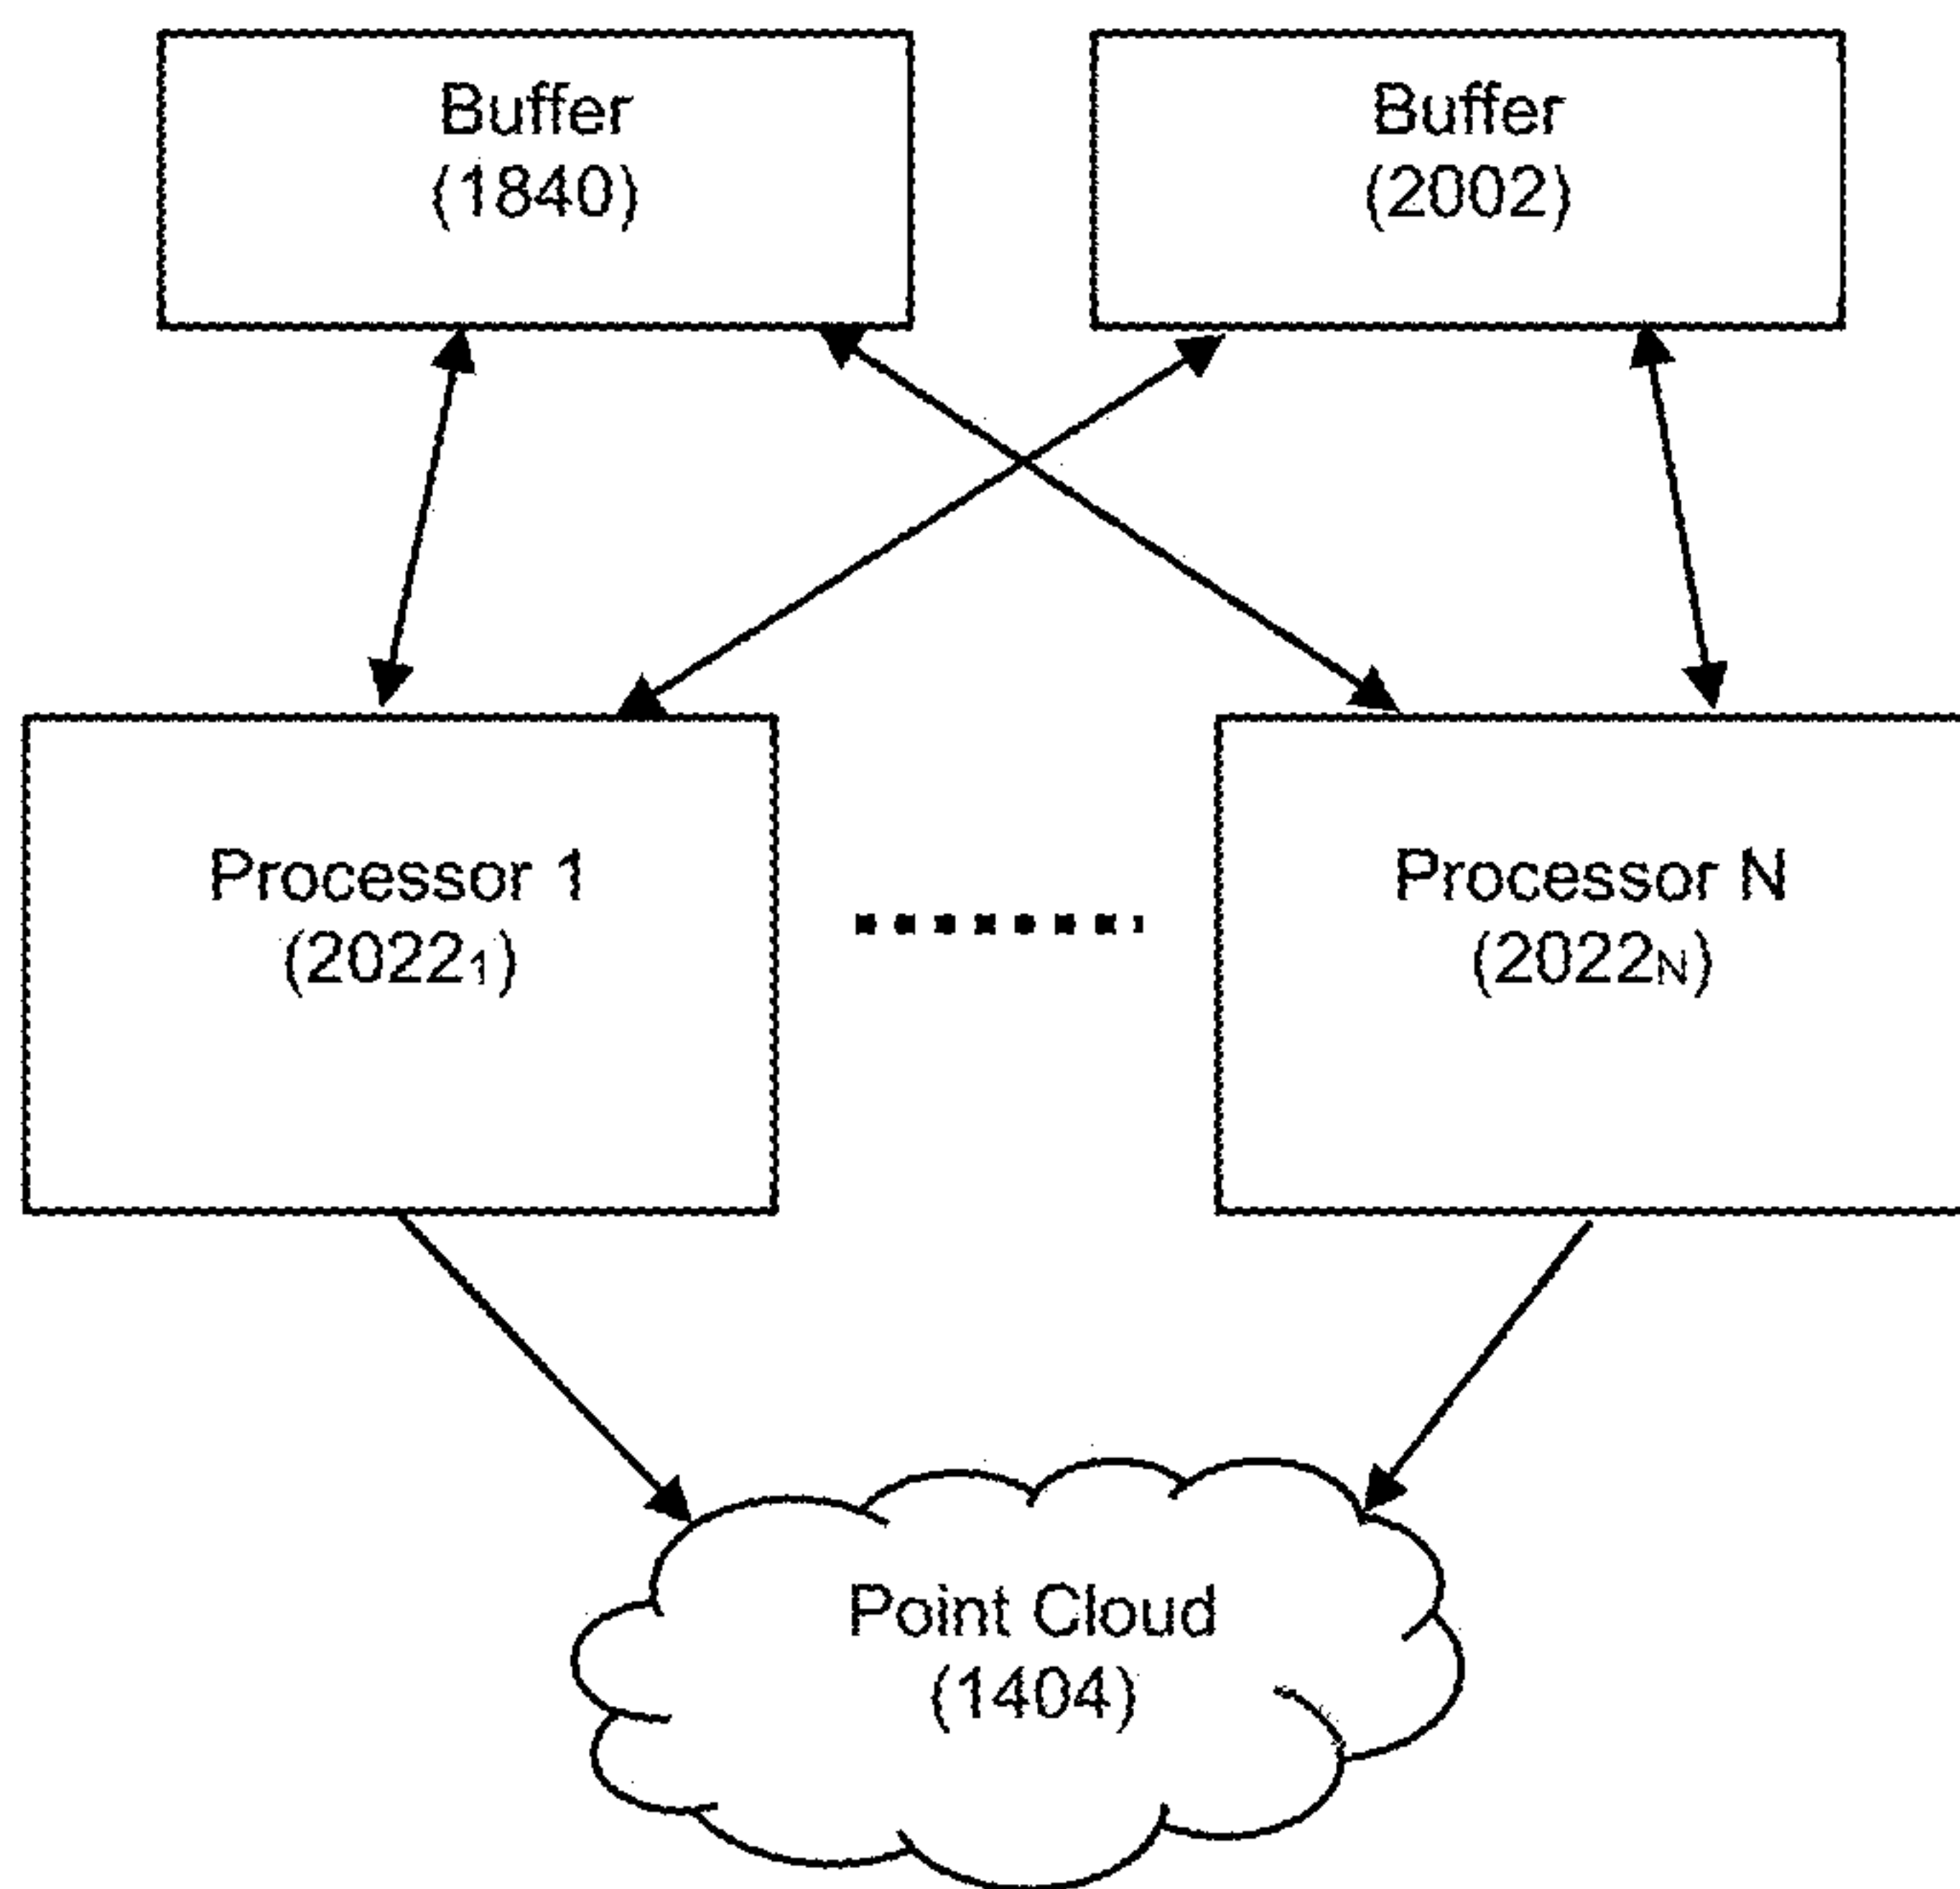 Buffer
(1840)
Buffer
(2002)
Processor 1
(2022₁)
Processor N
(2022N)
Point Cloud
(1404)